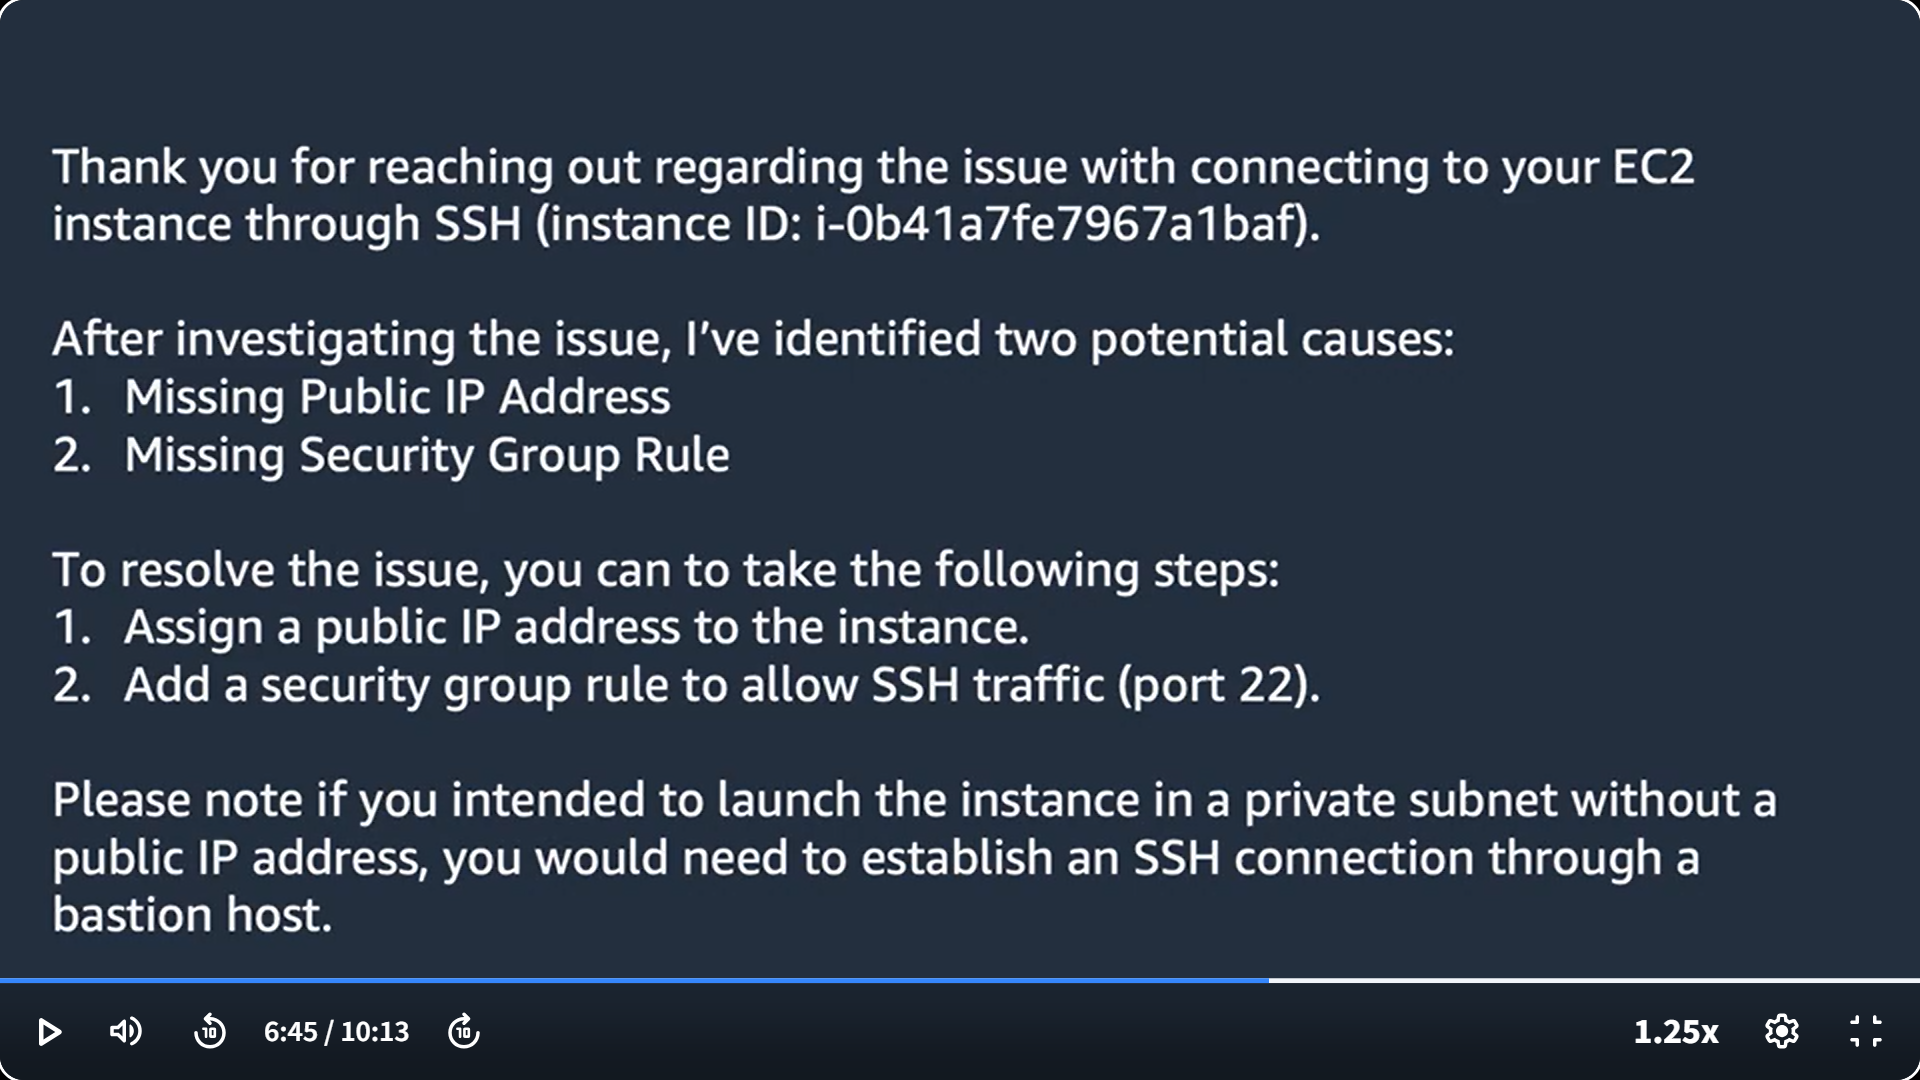 Thank you for reaching out regarding the issue with connecting to your EC2
instance through SSH (instance ID: i-0b41a7fe7967a1baf).
After investigating the issue, I've identified two potential causes:
1. Missing Public IP Address
2. Missing Security Group Rule
To resolve the issue, you can to take the following steps:
1. Assign a public IP address to the instance.
2. Add a security group rule to allow SSH traffic (port 22).
Please note if you intended to launch the instance in a private subnet without a
public IP address, you would need to establish an SSH connection through a
bastion host.
10 6:45 / 10:13 10 1.25x